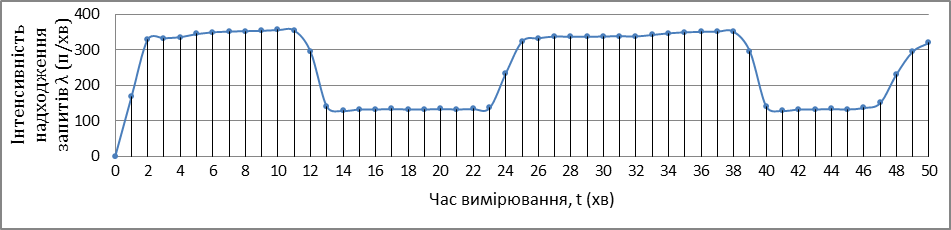 Інтенсивність
надходження
запитів λ (п/хв)
400
300
200
100
0
0 2 4 6 8 10 12 14 16 18 20 22 24 26 28 30 32 34 36 38 40 42 44 46 48 50
Час вимірювання, t (хв)